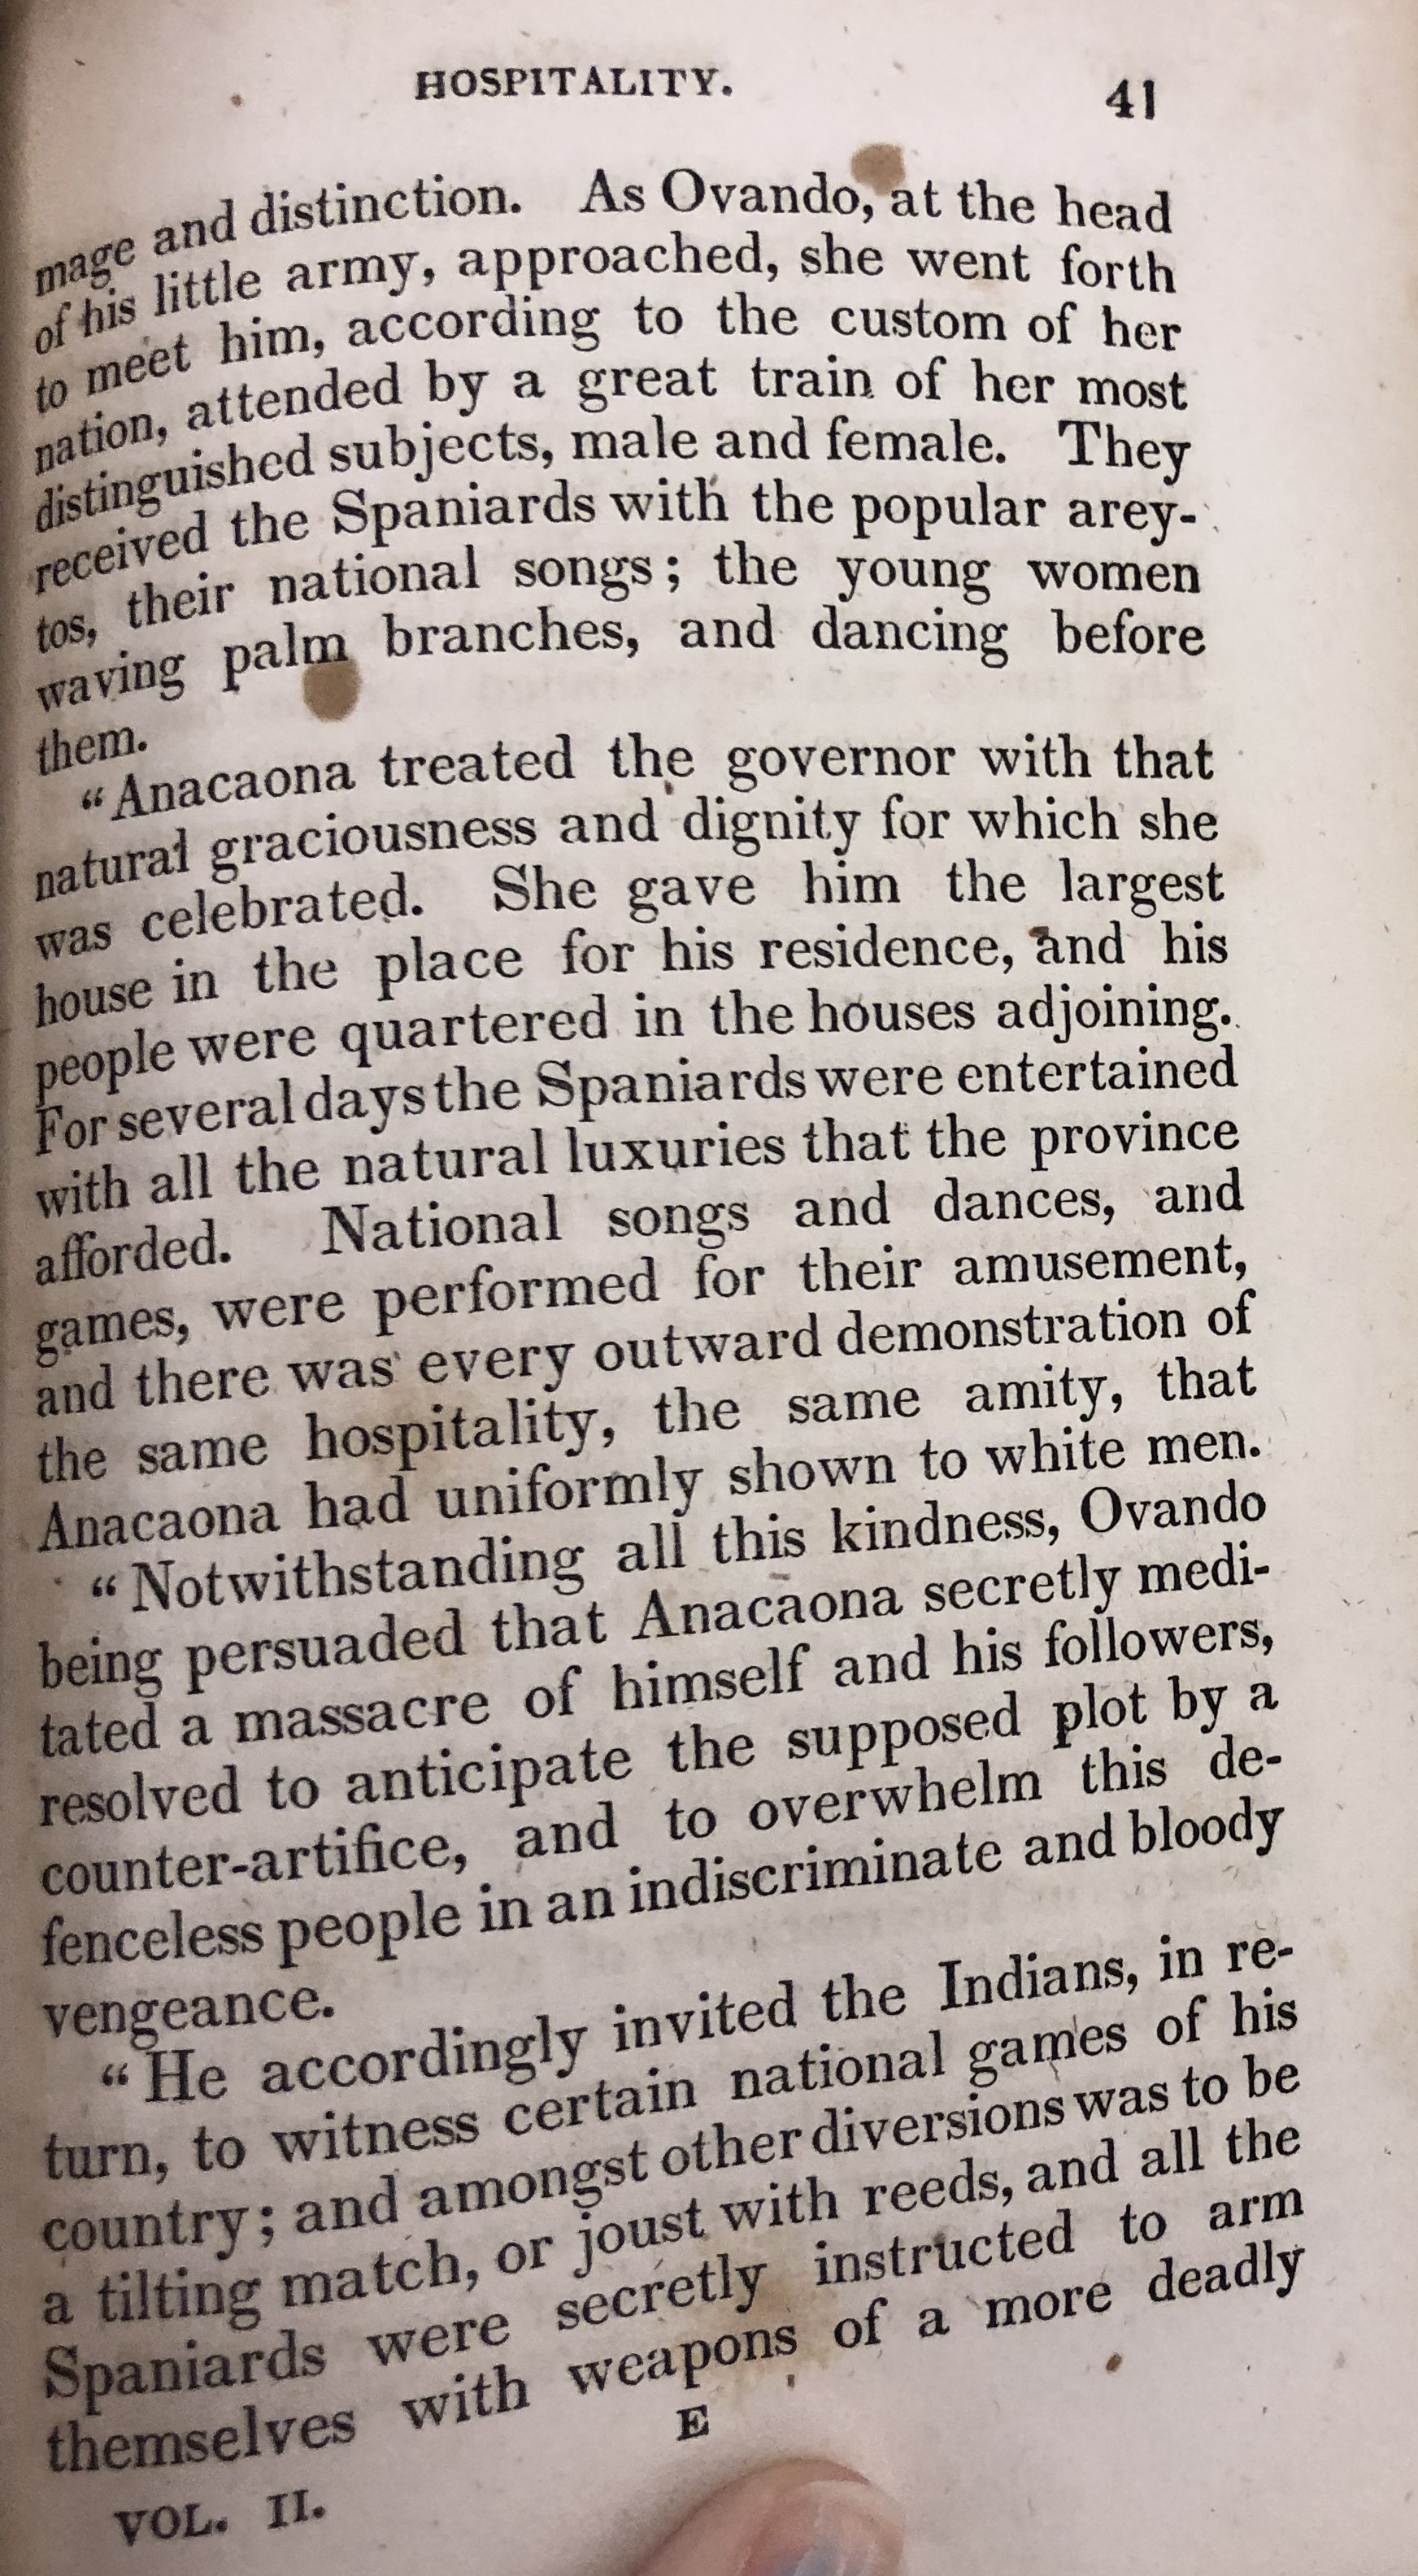 HOSPITALITY. 41
mage and distinction. As Ovando, at the head
of his little army, approached, she went forth
to meet him, according to the custom of her
nation, attended by a great train of her most
distinguished subjects, male and female. They
received the Spaniards with the popular arey-
tos, their national songs; the young women
waving palm branches, and dancing before
them.
“Anacaona treated the governor with that
natural graciousness and dignity for which she
was celebrated. She gave him the largest
house in the place for his residence, and his
people were quartered in the houses adjoining.
For several days the Spaniards were entertained
with all the natural luxuries that the province
afforded. National songs and dances, and
games, were performed for their amusement,
and there was every outward demonstration of
the same hospitality, the same amity, that
Anacaona had uniformly shown to white men.
“Notwithstanding all this kindness, Ovando
being persuaded that Anacaona secretly medi-
tated a massacre of himself and his followers,
resolved to anticipate the supposed plot by a
counter-artifice, and to overwhelm this de-
fenceless people in an indiscriminate and bloody
vengeance.
“He accordingly invited the Indians, in re-
turn, to witness certain national games of his
country; and amongst other diversions was to be
a tilting match, or joust with reeds, and all the
Spaniards were secretly instructed to arm
themselves with weapons of a more deadly
VOL. II. E